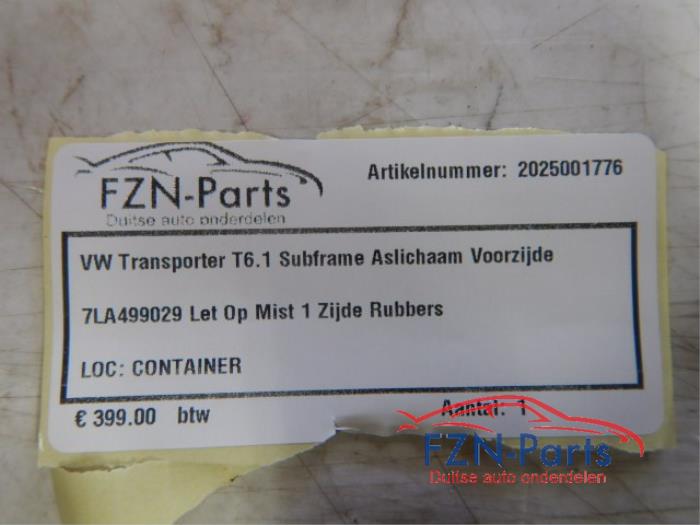 FZN-Parts
Duitse auto onderdelen
Artikelnummer: 2025001776
VW Transporter T6.1 Subframe Aslichaam Voorzijde
7LA499029 Let Op Mist 1 Zijde Rubbers
LOC: CONTAINER
€ 399.00 btw
Aantal: 1
FZN-Parts
Duitse auto onderdelen